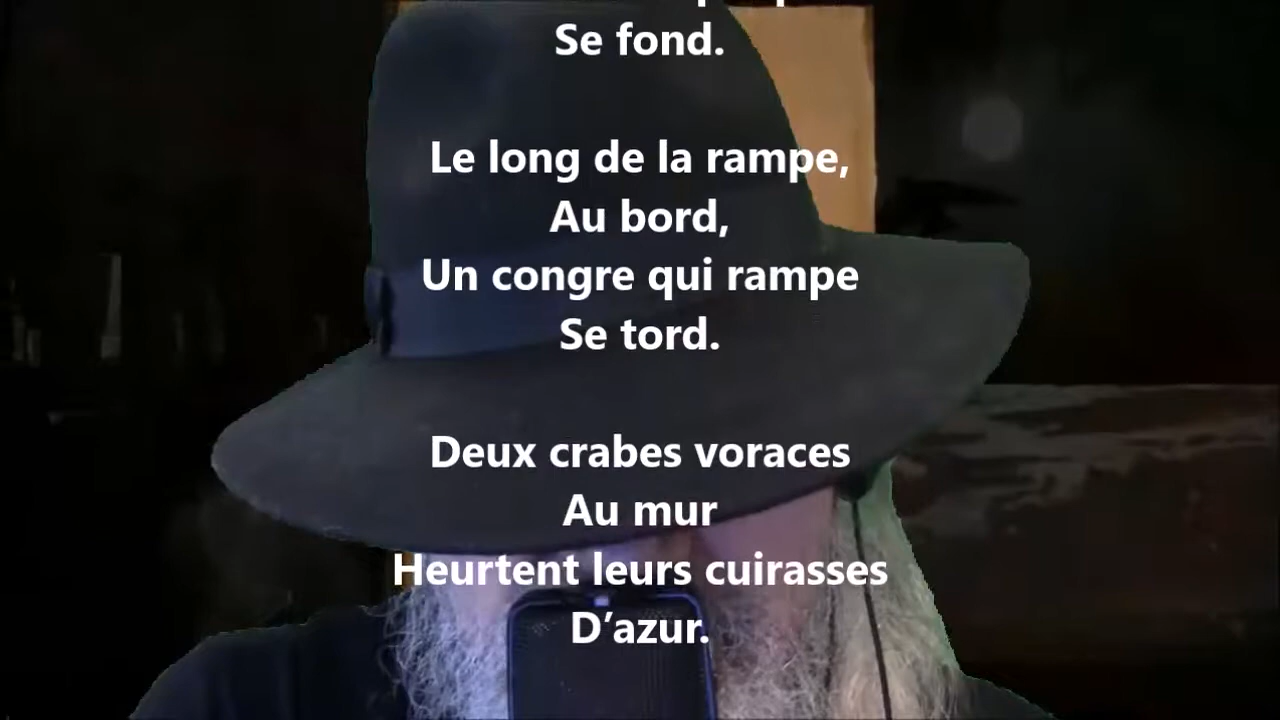 Se fond.
Le long de la rampe,
Au bord,
Un congre qui rampe
Se tord.
Deux crabes voraces
Au mur
Heurtent leurs cuirasses
D’azur.